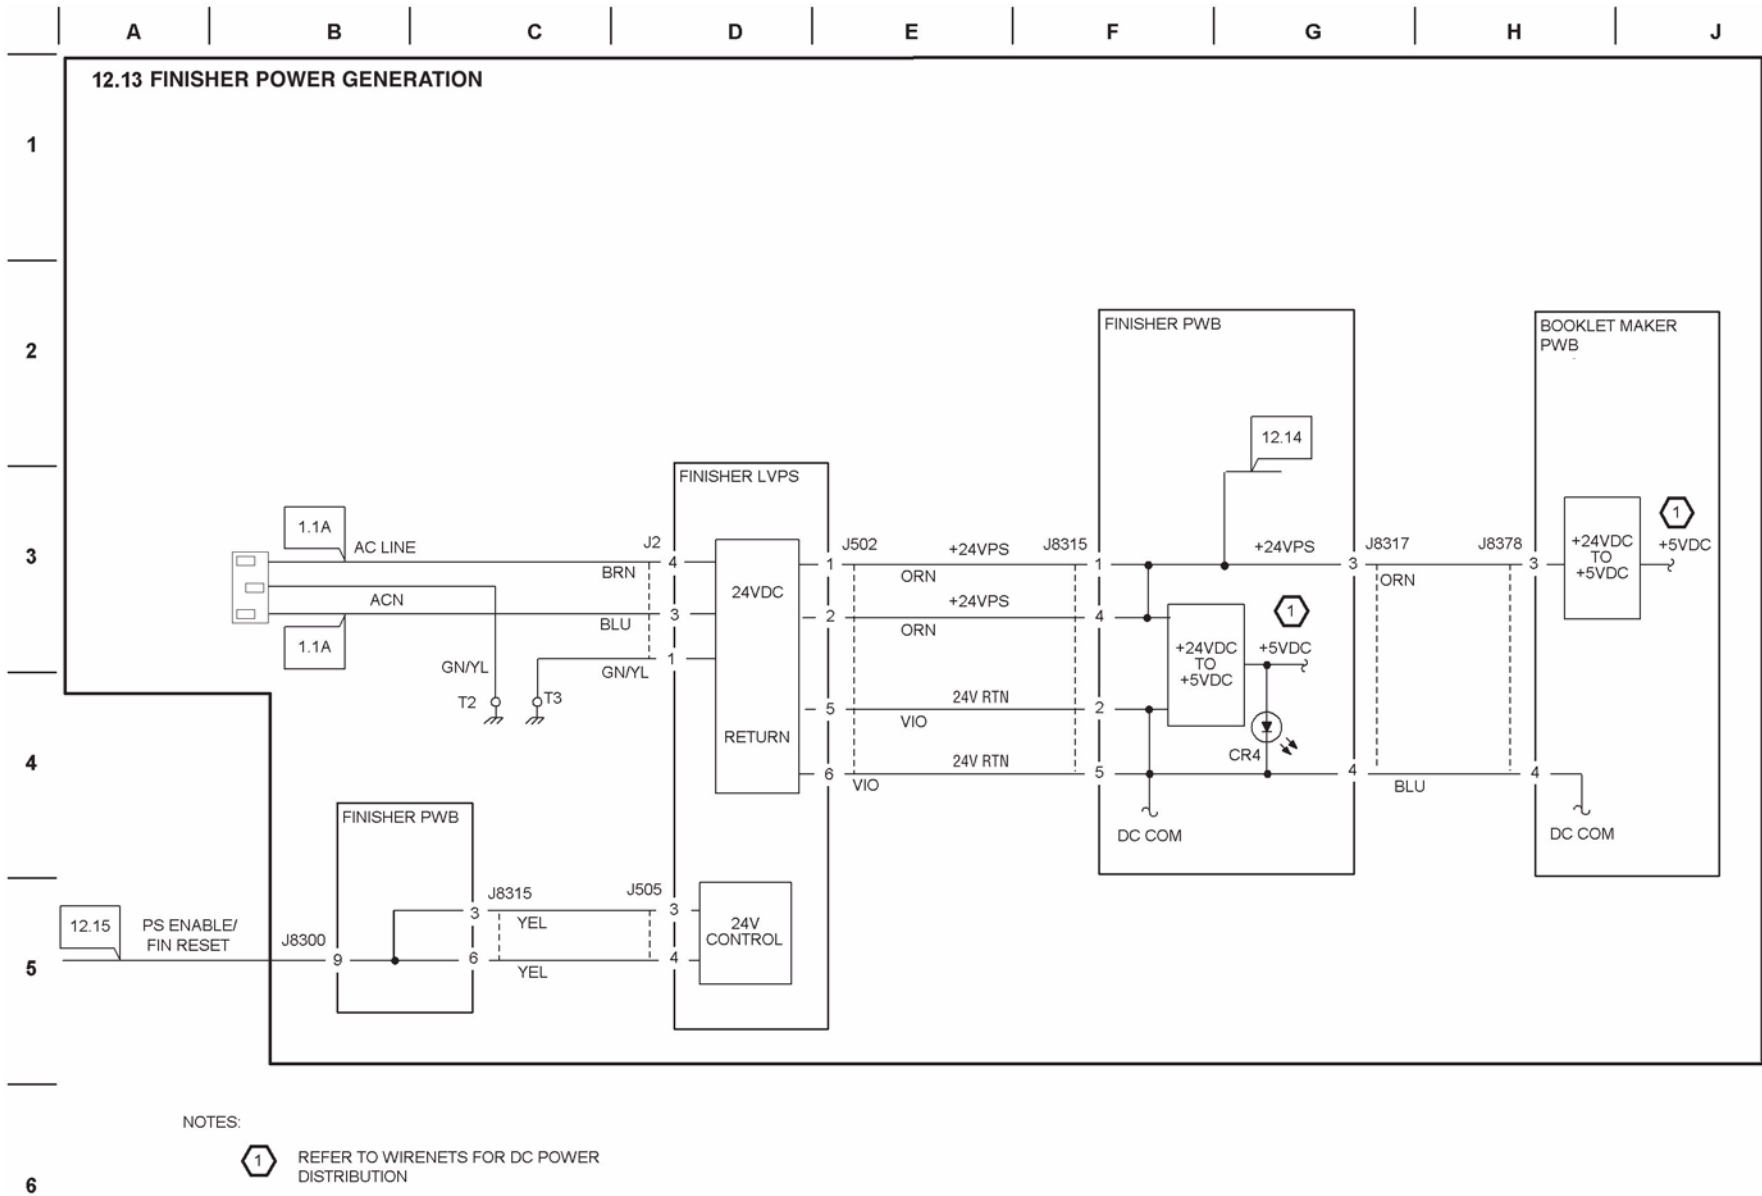 A B C D E F G H J
12.13 FINISHER POWER GENERATION
1
2
FINISHER PWB
BOOKLET MAKER
PWB
12.14
FINISHER LVPS
3
1.1A
AC LINE
J2
4
BRN
ACN
3
BLU
1.1A
1
GN/YL
GN/YL
T2
T3
24VDC
RETURN
J502
1
+24VPS
ORN
J8315
1
2
+24VPS
ORN
4
5
24V RTN
VIO
2
6
24V RTN
VIO
5
+24VPS
3
J8317
ORN
J8378
3
+24VDC
TO
+5VDC
1
+5VDC
+24VDC
TO
+5VDC
1
+5VDC
CR4
4
BLU
4
DC COM
DC COM
4
FINISHER PWB
12.15
PS ENABLE/
FIN RESET
J8300
9
3
J8315
YEL
J505
3
6
YEL
4
24V
CONTROL
5
NOTES:
1
REFER TO WIRENETS FOR DC POWER
DISTRIBUTION
6